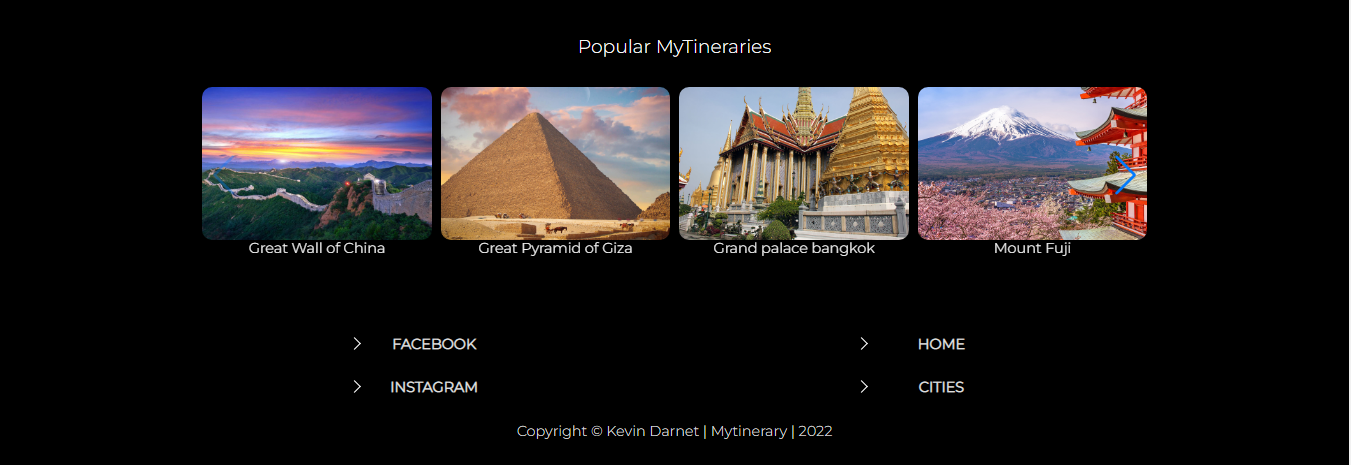 Popular MyTineraries
Great Wall of China
Great Pyramid of Giza
Grand palace bangkok
Mount Fuji
FACEBOOK
HOME
INSTAGRAM
CITIES
Copyright © Kevin Darnet | Mytinerary | 2022